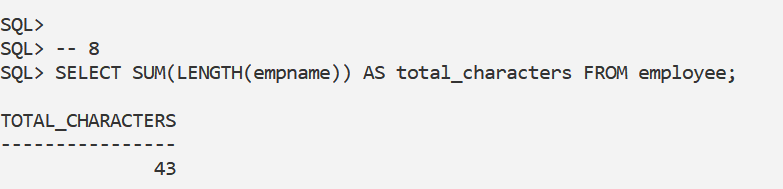 SQL>
SQL> -- 8
SQL> SELECT SUM(LENGTH(empname)) AS total_characters FROM employee;
TOTAL_CHARACTERS
----------------
43